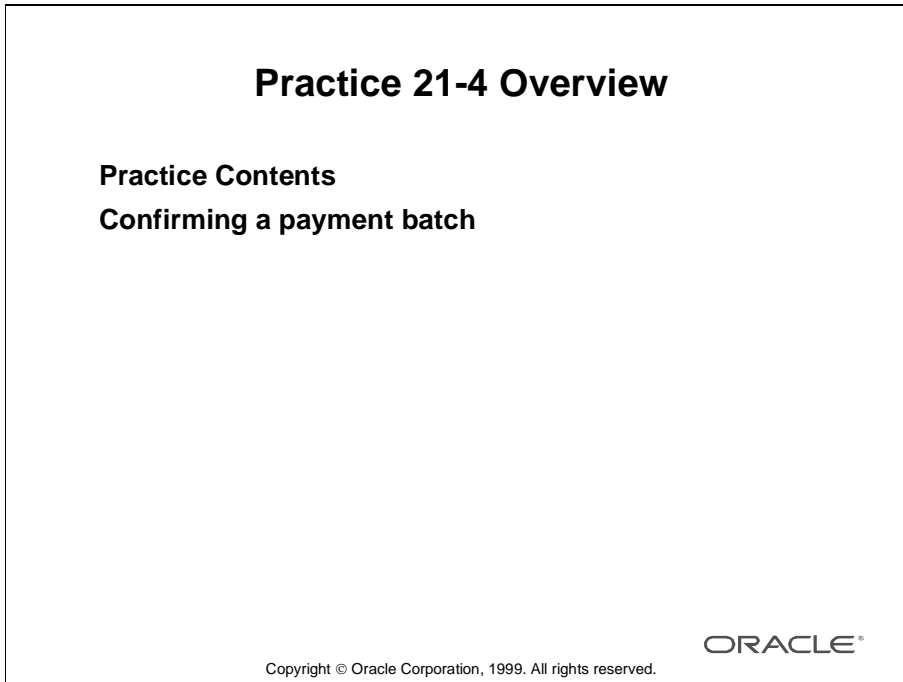 Practice 21-4 Overview
Practice Contents
Confirming a payment batch
ORACLE®
Copyright © Oracle Corporation, 1999. All rights reserved.